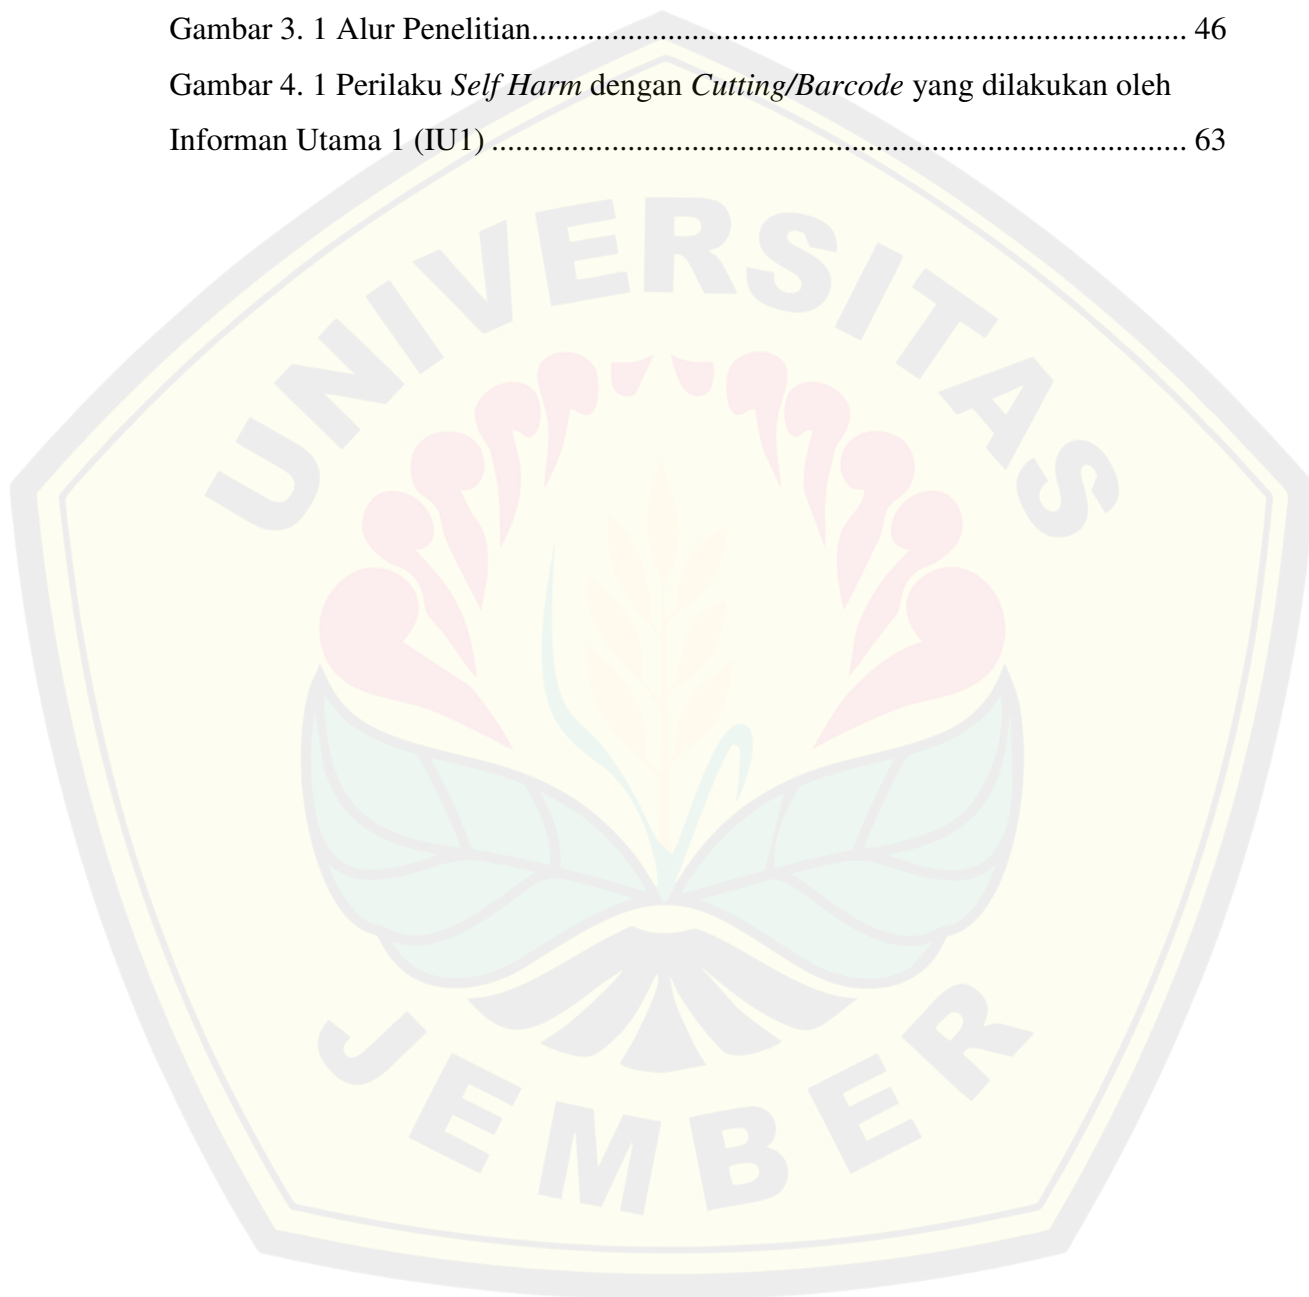 Gambar 3. 1 Alur Penelitian................................................................................. 46
Gambar 4. 1 Perilaku Self Harm dengan Cutting/Barcode yang dilakukan oleh
Informan Utama 1 (IU1) ...................................................................................... 63
UNIVERSITAS
JEMBER